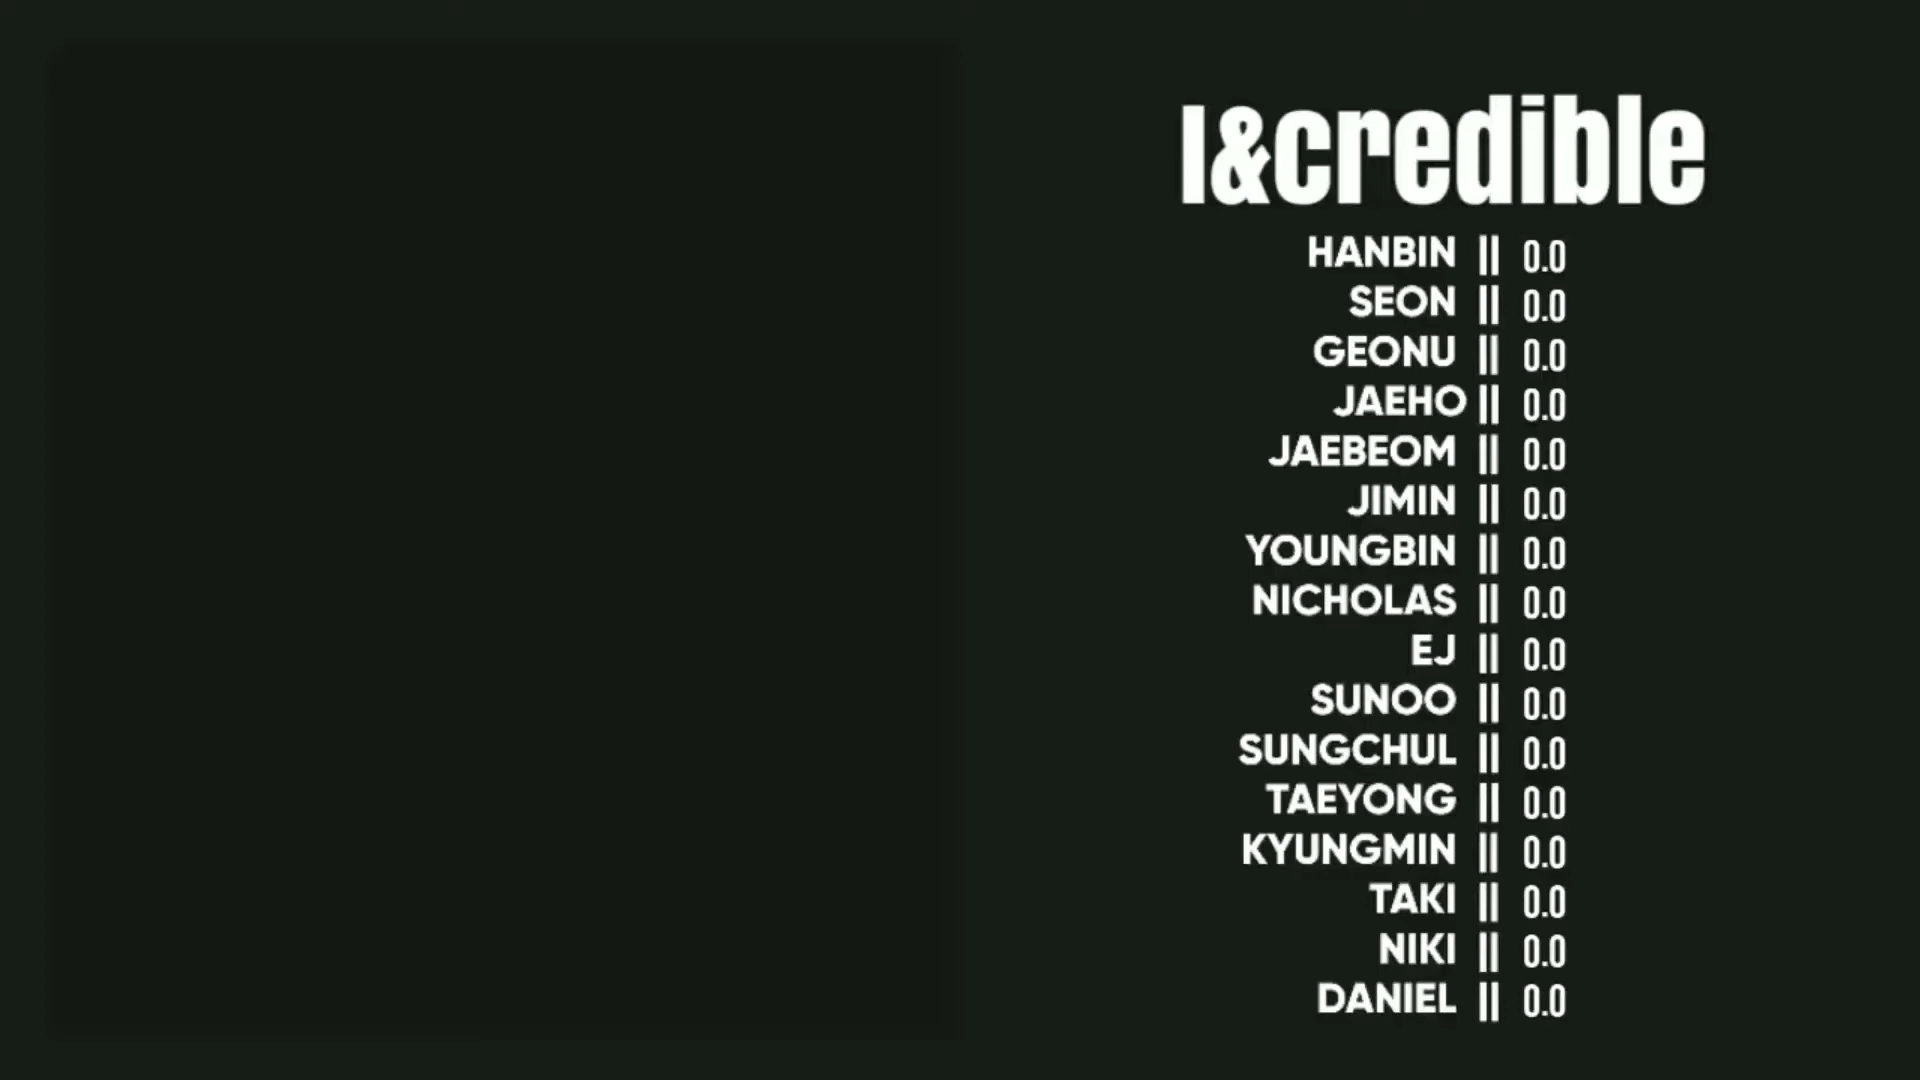 I&credible
HANBIN || 0.0
SEON || 0.0
GEONU || 0.0
JAEHO || 0.0
JAEBEOM || 0.0
JIMIN || 0.0
YOUNGBIN || 0.0
NICHOLAS || 0.0
EJ || 0.0
SUNOO || 0.0
SUNGCHUL || 0.0
TAEYONG || 0.0
KYUNGMIN || 0.0
TAKI || 0.0
NIKI || 0.0
DANIEL || 0.0